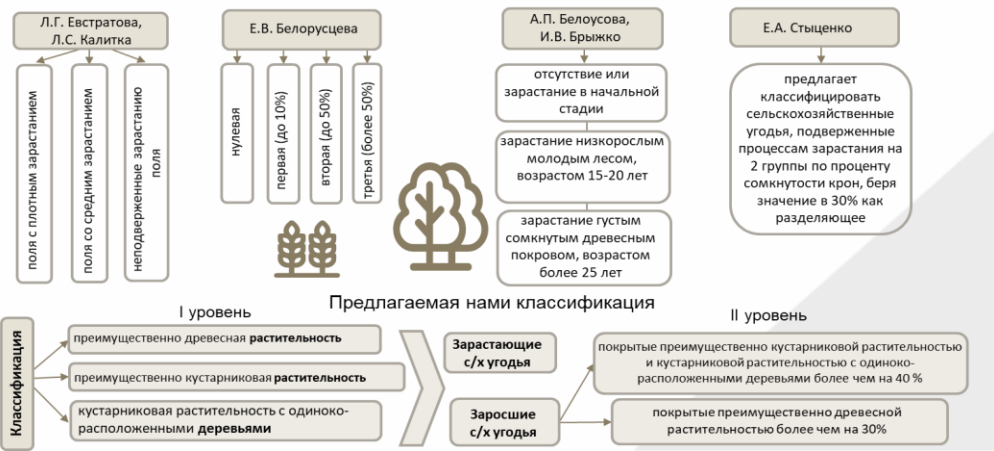 Л.Г. Евстратова,
Л.С. Калитка
поля с плотным зарастанием
поля со средним зарастанием
неподверженные зарастанию
поля
Е.В. Белорусцева
нулевая
первая (до 10%)
вторая (до 50%)
третья (более 50%)
А.П. Белоусова,
И.В. Брыжко
отсутствие или
зарастание в начальной
стадии
зарастание низкорослым
молодым лесом,
возрастом 15-20 лет
зарастание густым
сомкнутым древесным
покровом, возрастом
более 25 лет
Е.А. Стыценко
предлагает
классифицировать
сельскохозяйственные
угодья, подверженные
процессам зарастания на
2 группы по проценту
сомкнутости крон, беря
значение в 30% как
разделяющее
Предлагаемая нами классификация
I уровень
II уровень
Классификация
преимущественно древесная растительность
преимущественно кустарниковая растительность
кустарниковая растительность с одиноко-
расположенными деревьями
Зарастающие
с/х угодья
Заросшие
с/х угодья
покрытые преимущественно кустарниковой растительностью
и кустарниковой растительностью с одиноко-
расположенными деревьями более чем на 40 %
покрытые преимущественно древесной
растительностью более чем на 30%